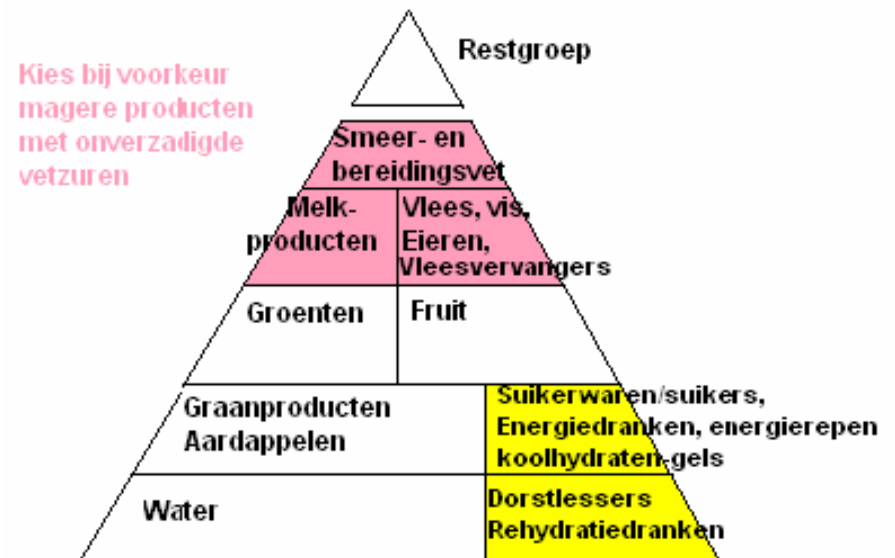 Restgroep
Kies bij voorkeur
magere producten
met onverzadigde
vetzuren
Smeer- en
bereidingsvet
Melk-
producten
Vlees, vis,
Eieren,
Vleesvervangers
Groenten
Fruit
Graanproducten
Aardappelen
Suikerwaren/suikers,
Energiedranken, energierepen
koolhydraten-gels
Water
Dorstlessers
Rehydratiedranken